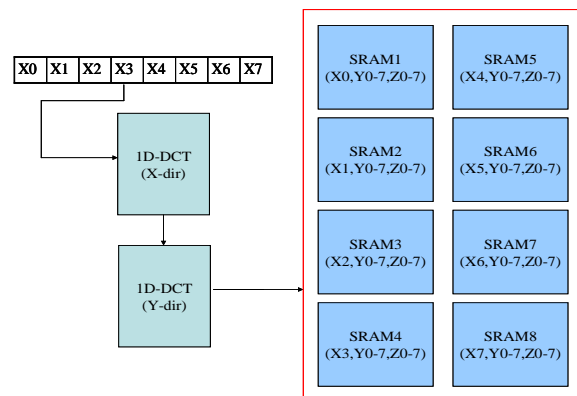 X0 X1 X2 X3 X4 X5 X6 X7
1D-DCT
(X-dir)
1D-DCT
(Y-dir)
SRAM1
(X0,Y0-7,Z0-7)
SRAM5
(X4,Y0-7,Z0-7)
SRAM2
(X1,Y0-7,Z0-7)
SRAM6
(X5,Y0-7,Z0-7)
SRAM3
(X2,Y0-7,Z0-7)
SRAM7
(X6,Y0-7,Z0-7)
SRAM4
(X3,Y0-7,Z0-7)
SRAM8
(X7,Y0-7,Z0-7)